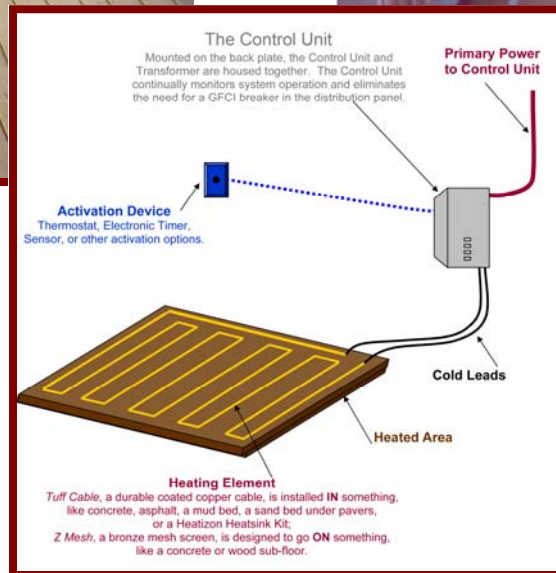 The Control Unit
Mounted on the back plate, the Control Unit and
Transformer are housed together. The Control Unit
continually monitors system operation and eliminates
the need for a GFCI breaker in the distribution panel.
Primary Power
to Control Unit
Activation Device
Thermostat, Electronic Timer,
Sensor, or other activation options.
Cold Leads
Heated Area
Heating Element
Tuff Cable, a durable coated copper cable, is installed IN something,
like concrete, asphalt, a mud bed, a sand bed under pavers,
or a Heatizon Heatsink Kit;
Z Mesh, a bronze mesh screen, is designed to go ON something,
like a concrete or wood sub-floor.